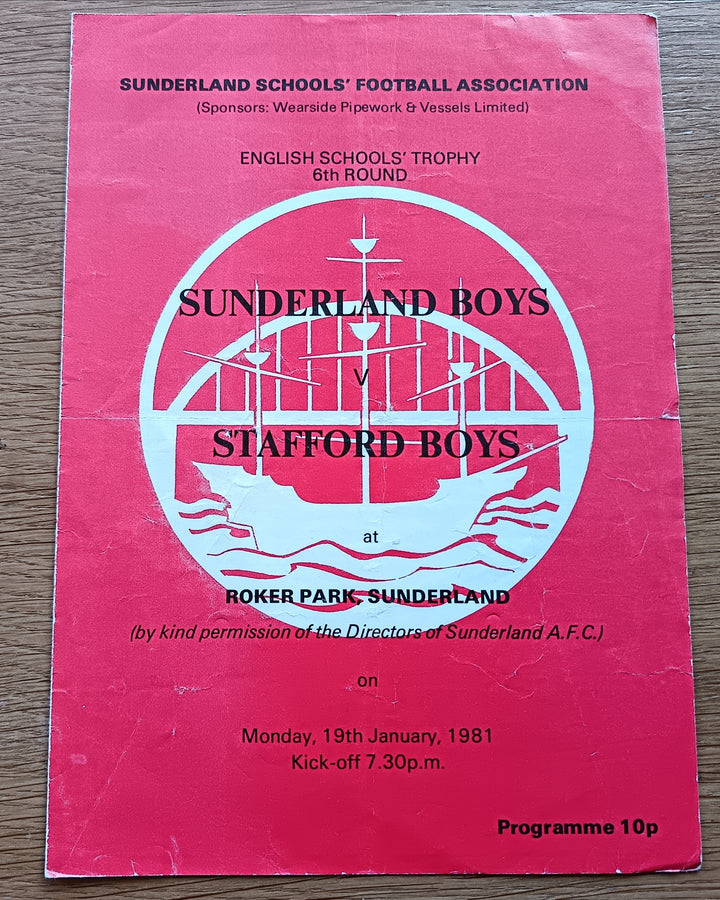 SUNDERLAND SCHOOLS' FOOTBALL ASSOCIATION
(Sponsors: Wearside Pipework & Vessels Limited)
ENGLISH SCHOOLS' TROPHY
6th ROUND
SUNDERLAND BOYS
V
STAFFORD BOYS
at
ROKER PARK, SUNDERLAND
(by kind permission of the Directors of Sunderland A.F.C.)
on
Monday, 19th January, 1981
Kick-off 7.30p.m.
Programme 10p